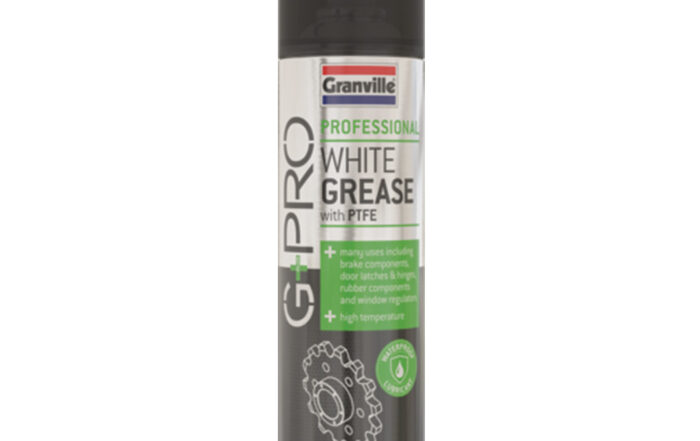 Granville
PROFESSIONAL
WHITE
GREASE
with PTFE
G+PRO
+ many uses including
brake components,
door latches & hinges,
rubber components
and window regulators
+ high temperature
WATERPROOF
LUBRICANT